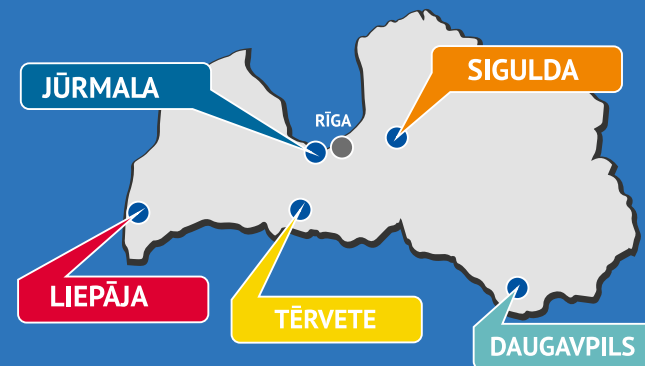 JŪRMALA
SIGULDA
RĪGA
LIEPĀJA
TĒRVETE
DAUGAVPILS